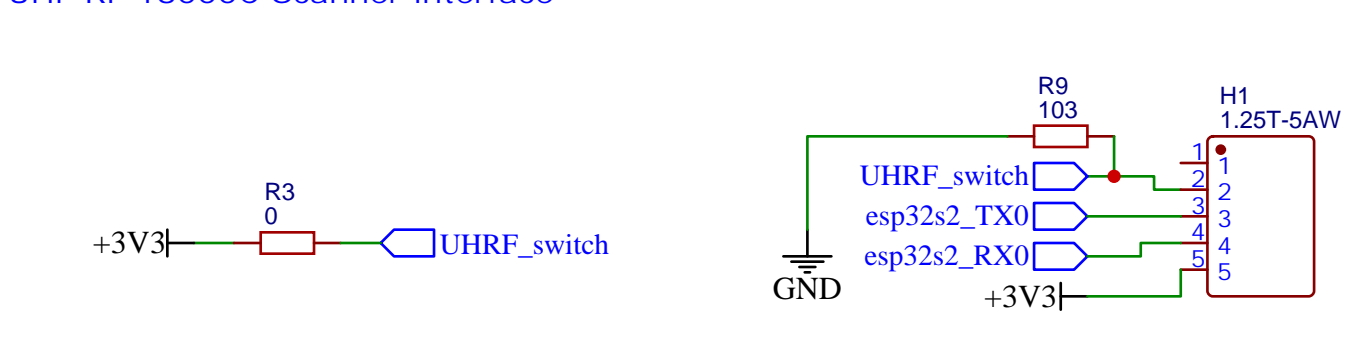 R3
0
+3V3
UHRF_switch
R9
103
H1
1.25T-5AW
UHRF_switch
esp32s2_TX0
esp32s2_RX0
+3V3
GND
1
2
3
4
5
1
2
3
4
5